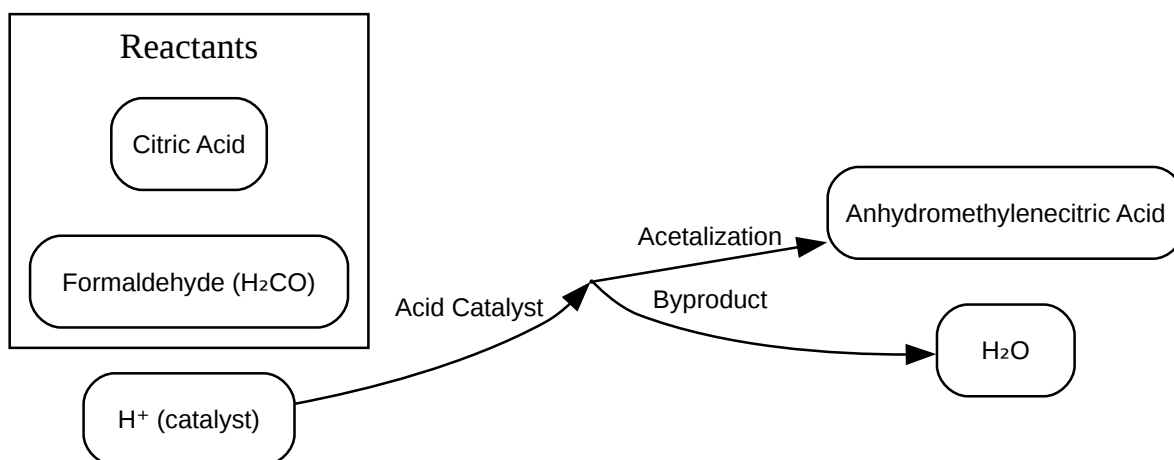 Reactants
Citric Acid
Formaldehyde (H₂CO)
H⁺ (catalyst)
Acid Catalyst
Acetalization
Byproduct
Anhydromethylenecitric Acid
H₂O